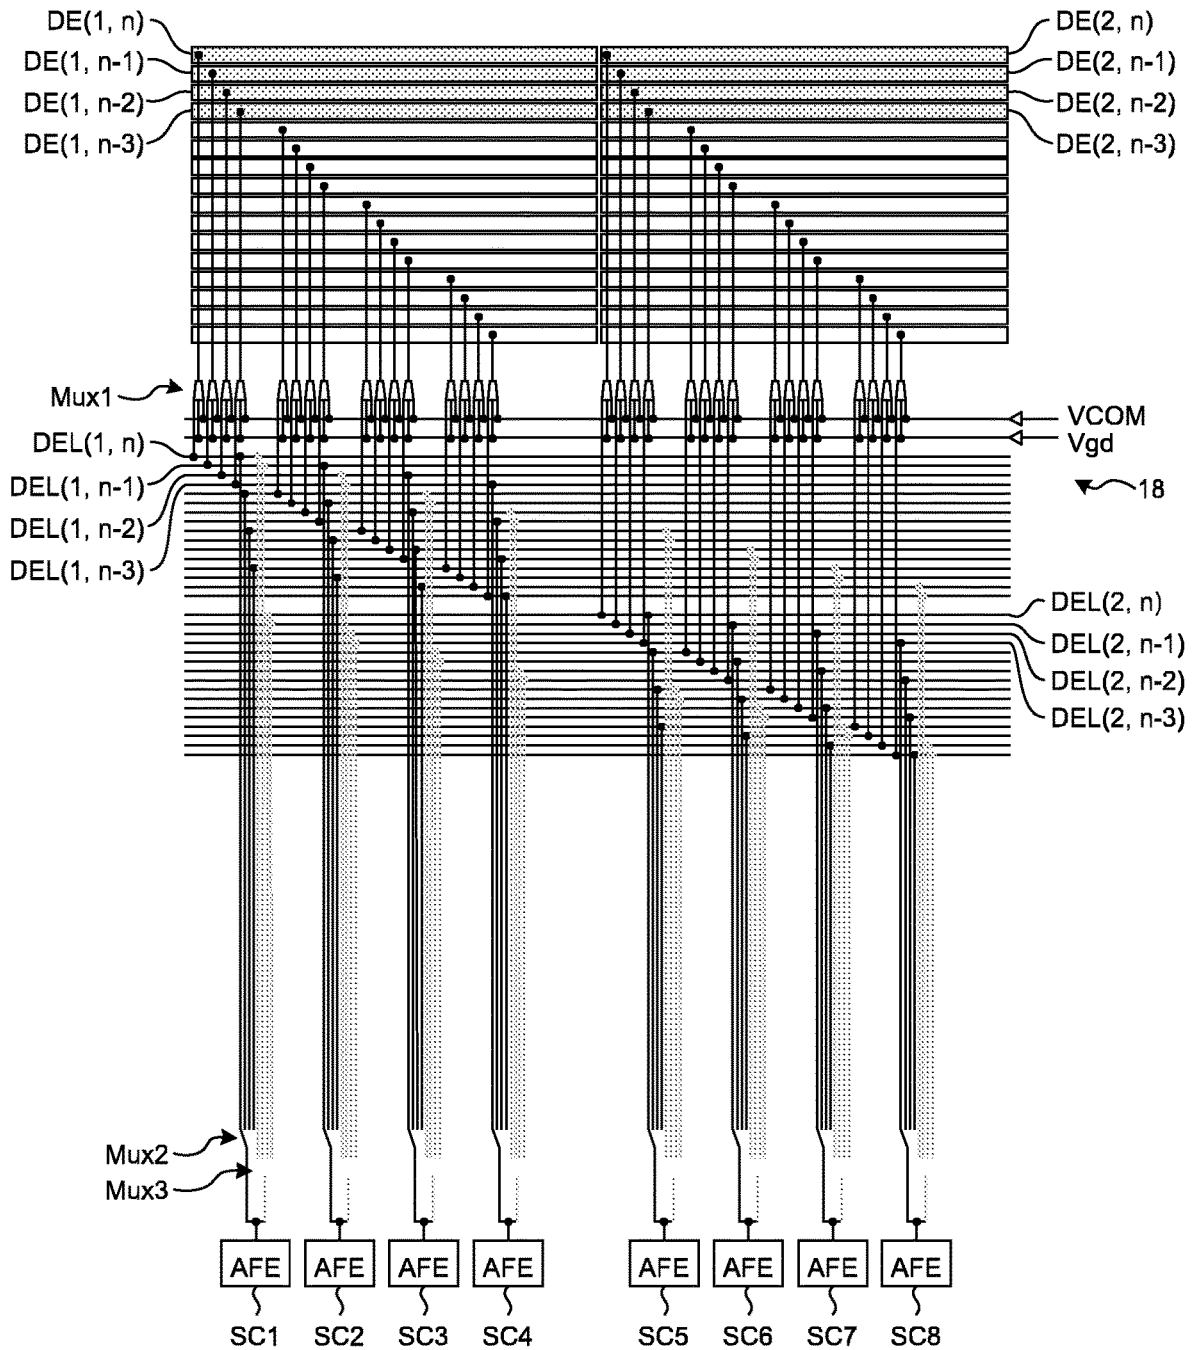 DE(1, n) DE(2, n)
DE(1, n-1) DE(2, n-1)
DE(1, n-2) DE(2, n-2)
DE(1, n-3) DE(2, n-3)
Mux1
VCOM
DEL(1, n) Vgd
DEL(1, n-1) 18
DEL(1, n-2)
DEL(1, n-3)
DEL(2, n)
DEL(2, n-1)
DEL(2, n-2)
DEL(2, n-3)
Mux2
Mux3
AFE AFE AFE AFE AFE AFE AFE AFE
SC1 SC2 SC3 SC4 SC5 SC6 SC7 SC8